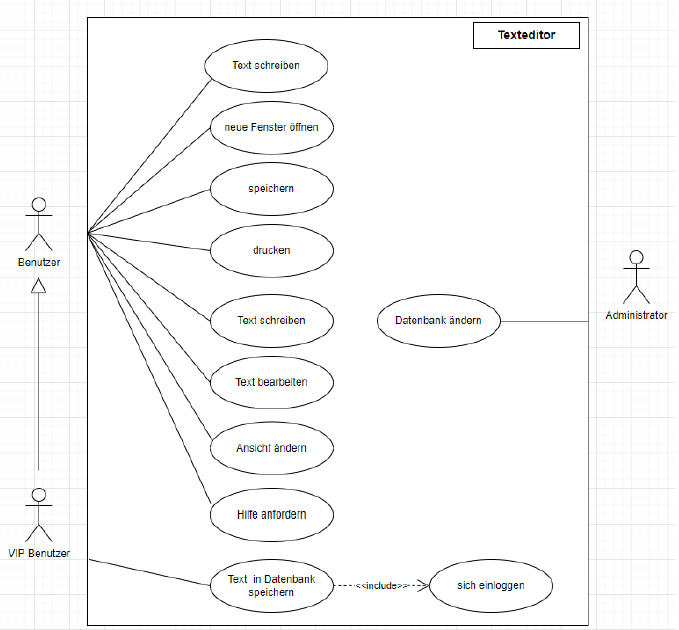 Texteditor
Text schreiben
neue Fenster öffnen
speichern
drucken
Benutzer
Text schreiben
Datenbank ändern
Administrator
Text bearbeiten
Ansicht ändern
Hilfe anfordern
VIP Benutzer
Text in Datenbank
speichern
<<include>>
sich einloggen